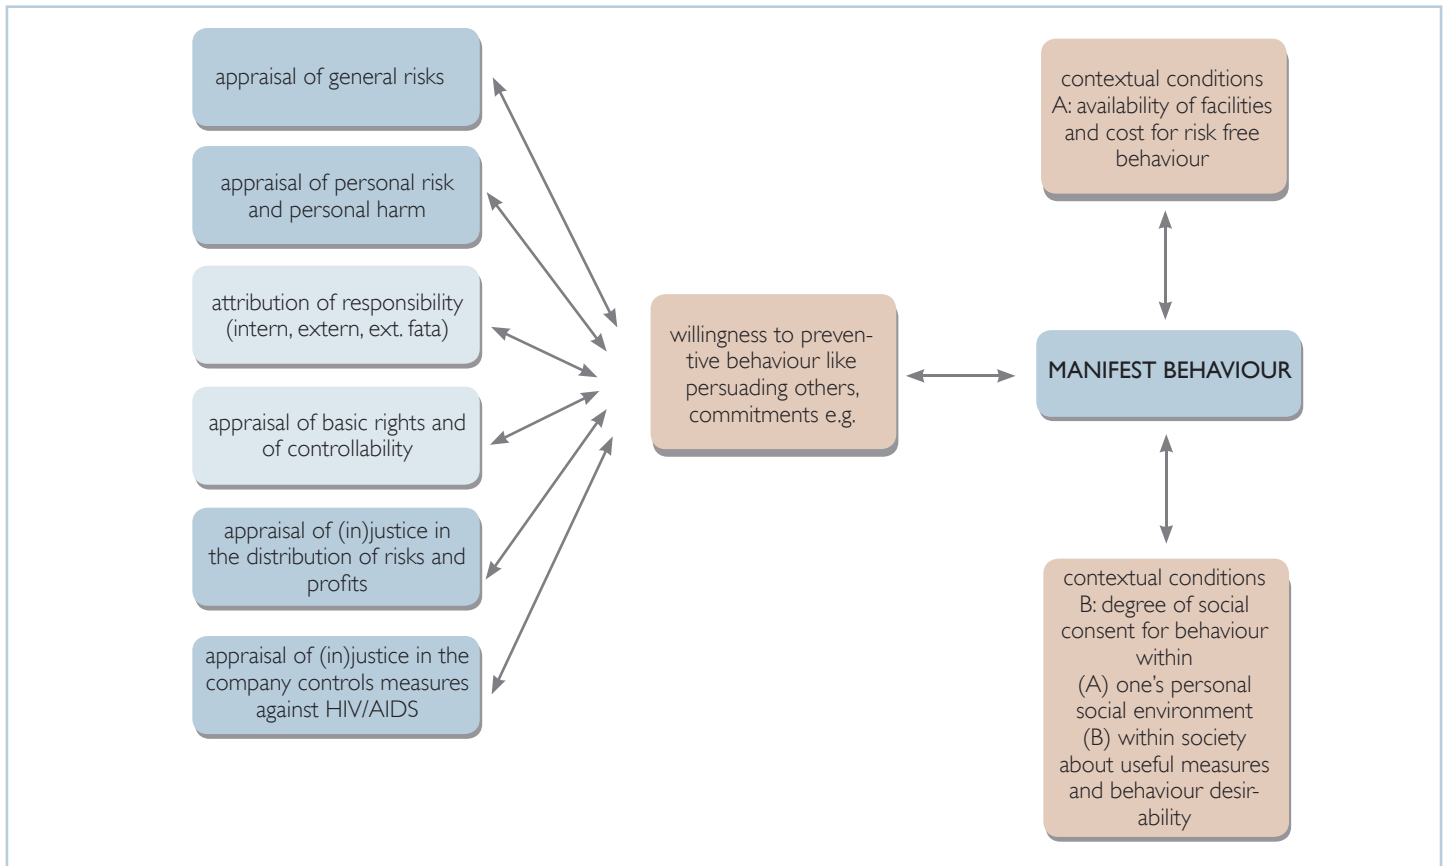 appraisal of general risks
appraisal of personal risk
and personal harm
attribution of responsibility
(intern, extern, ext. fata)
appraisal of basic rights and
of controllability
appraisal of (in)justice in
the distribution of risks and
profits
appraisal of (in)justice in the
company controls measures
against HIV/AIDS
willingness to preven-
tive behaviour like
persuading others,
commitments e.g.
contextual conditions
A: availability of facilities
and cost for risk free
behaviour
MANIFEST BEHAVIOUR
contextual conditions
B: degree of social
consent for behaviour
within
(A) one's personal
social environment
(B) within society
about useful measures
and behaviour desir-
ability